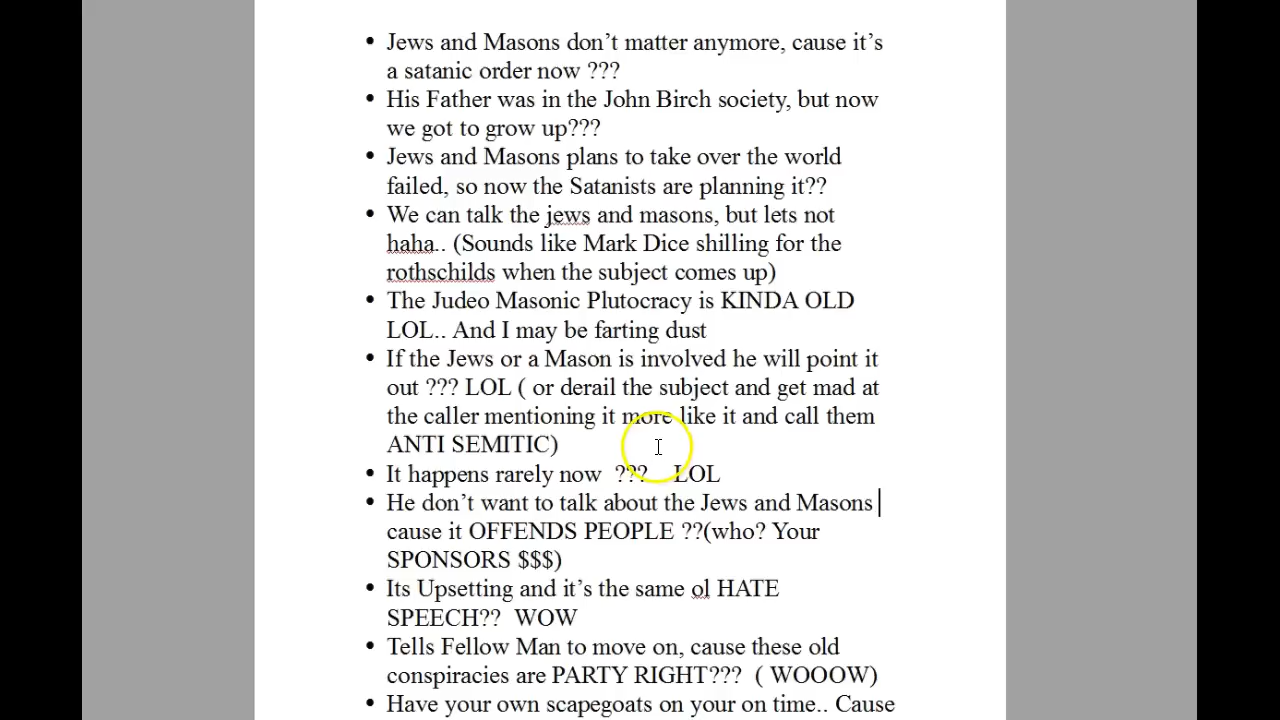 • Jews and Masons don’t matter anymore, cause it’s
a satanic order now ???
• His Father was in the John Birch society, but now
we got to grow up???
• Jews and Masons plans to take over the world
failed, so now the Satanists are planning it??
• We can talk the jews and masons, but lets not
haha.. (Sounds like Mark Dice shilling for the
rothschilds when the subject comes up)
• The Judeo Masonic Plutocracy is KINDA OLD
LOL.. And I may be farting dust
• If the Jews or a Mason is involved he will point it
out ??? LOL ( or derail the subject and get mad at
the caller mentioning it more like it and call them
ANTI SEMITIC)
• It happens rarely now  ???    LOL
• He don’t want to talk about the Jews and Masons
cause it OFFENDS PEOPLE ??(who? Your
SPONSORS $$$)
• Its Upsetting and it’s the same ol HATE
SPEECH??  WOW
• Tells Fellow Man to move on, cause these old
conspiracies are PARTY RIGHT???  ( WOOOW)
• Have your own scapegoats on your on time.. Cause